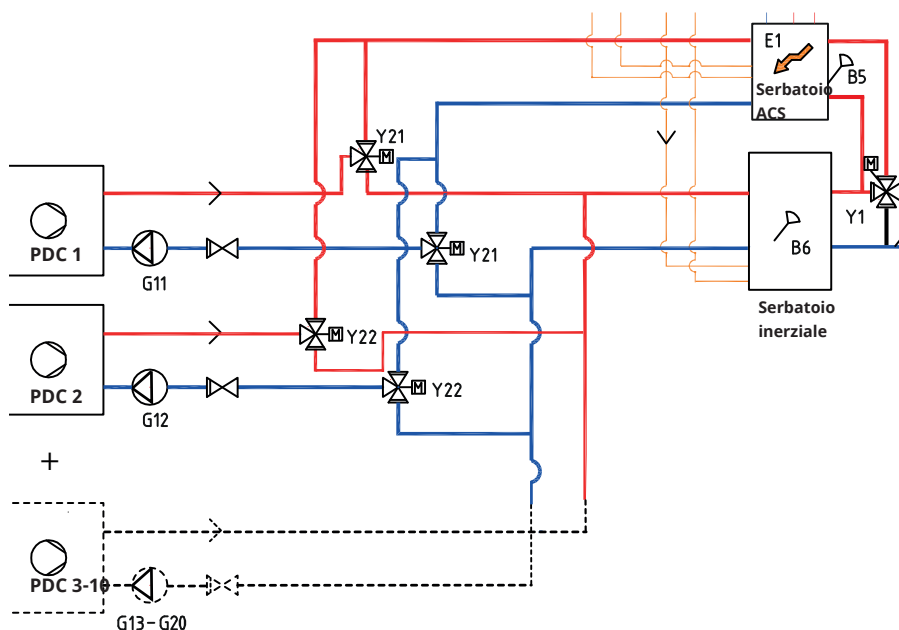 E1
Serbatoio
ACS
B5
Y21
M
M
Y1
PDC 1
G11
M
Y21
B6
Serbatoio
inerziale
PDC 2
M
Y22
G12
M
Y22
+
PDC 3-10
G13-G20